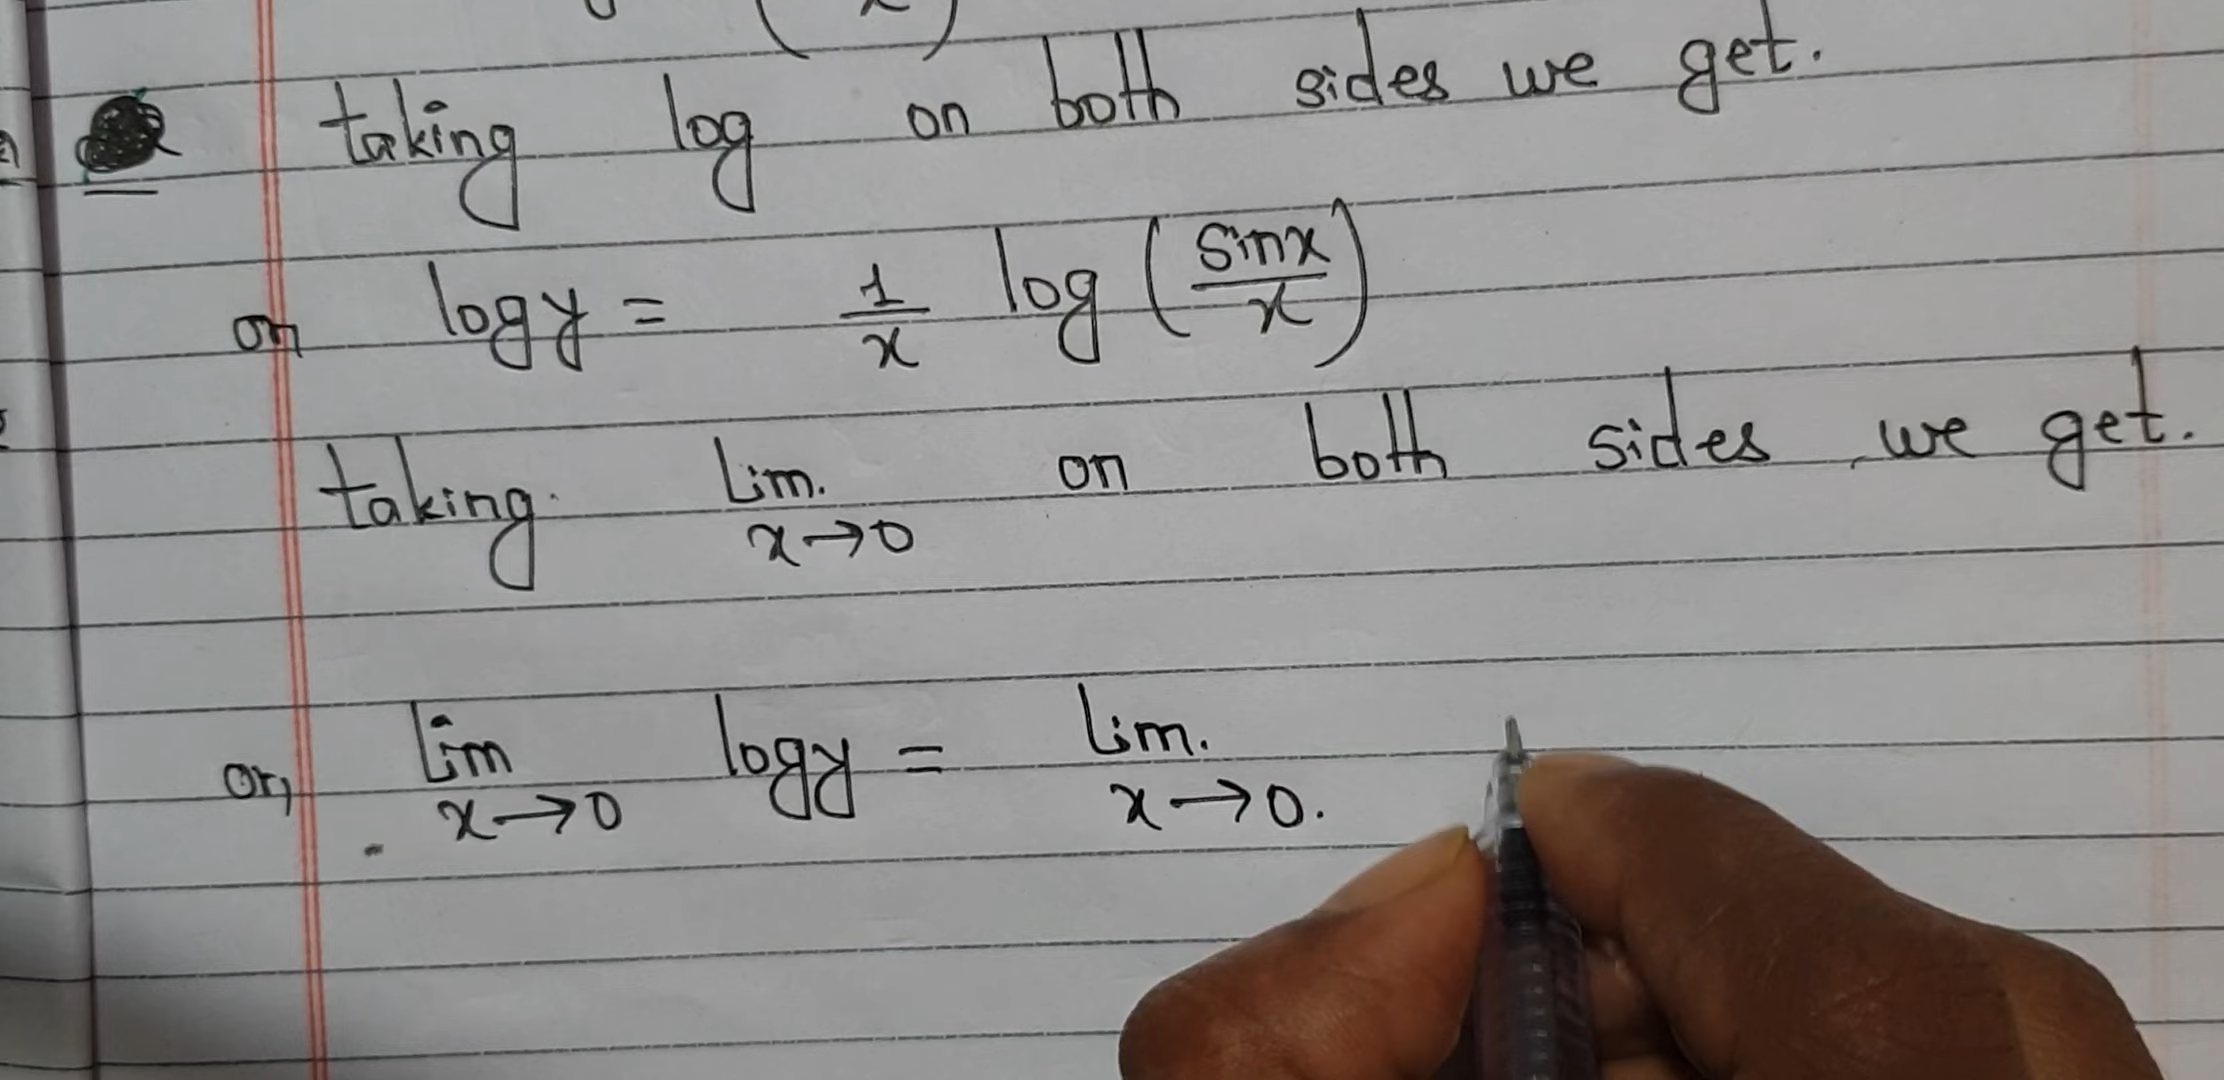 ( x )
taking log on both sides we get.
or log y = 1/x log (sinx/x)
taking. Lim. x→0 on both sides, we get.
or, lim x→0 logy = Lim. x→0.